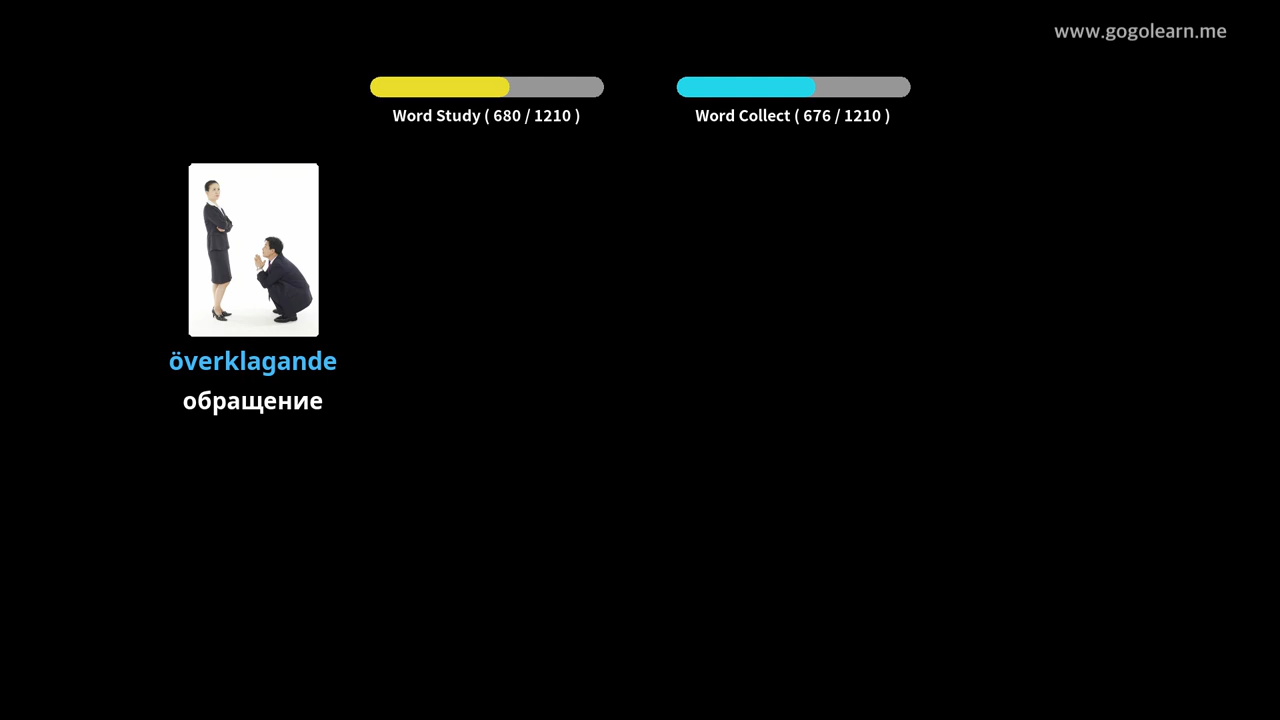 www.gogolearn.me
Word Study ( 680 / 1210 )
Word Collect ( 676 / 1210 )
överklagande
обращение